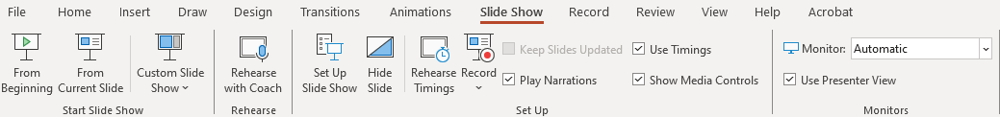 File Home Insert Draw Design Transitions Animations Slide Show Record Review View Help Acrobat
From Beginning
From Current Slide
Custom Slide Show
Rehearse with Coach
Set Up Slide Show
Hide Slide
Rehearse Timings
Record
Keep Slides Updated
Play Narrations
Use Timings
Show Media Controls
Monitor: Automatic
Use Presenter View
Start Slide Show Rehearse Set Up Monitors